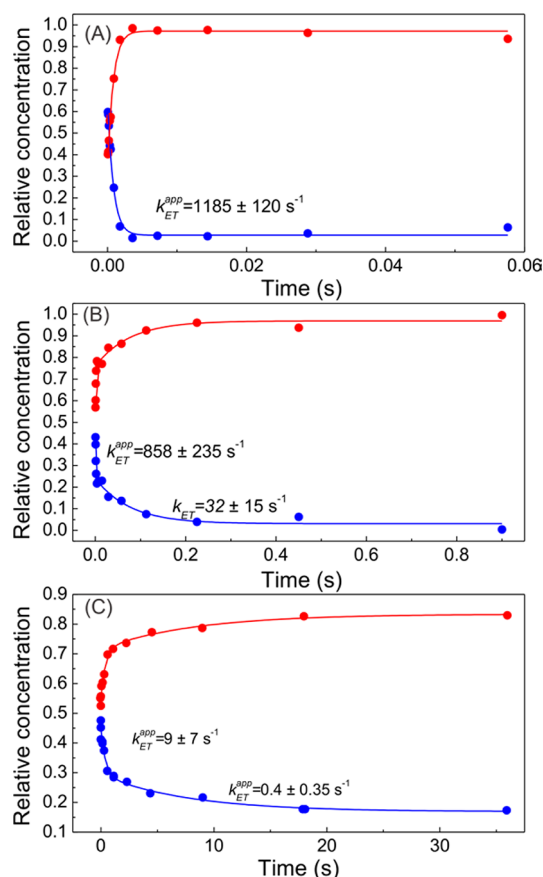 (A)
Relative concentration
1.0
0.9
0.8
0.7
0.6
0.5
0.4
0.3
0.2
0.1
0.0
k_ET^app=1185 ± 120 s^-1
0.00 0.02 0.04 0.06
Time (s)
(B)
Relative concentration
1.0
0.9
0.8
0.7
0.6
0.5
0.4
0.3
0.2
0.1
0.0
k_ET^app=858 ± 235 s^-1
k_ET=32 ± 15 s^-1
0.0 0.2 0.4 0.6 0.8
Time (s)
(C)
Relative concentration
0.9
0.8
0.7
0.6
0.5
0.4
0.3
0.2
0.1
k_ET^app=9 ± 7 s^-1
k_ET^app=0.4 ± 0.35 s^-1
0 10 20 30
Time (s)